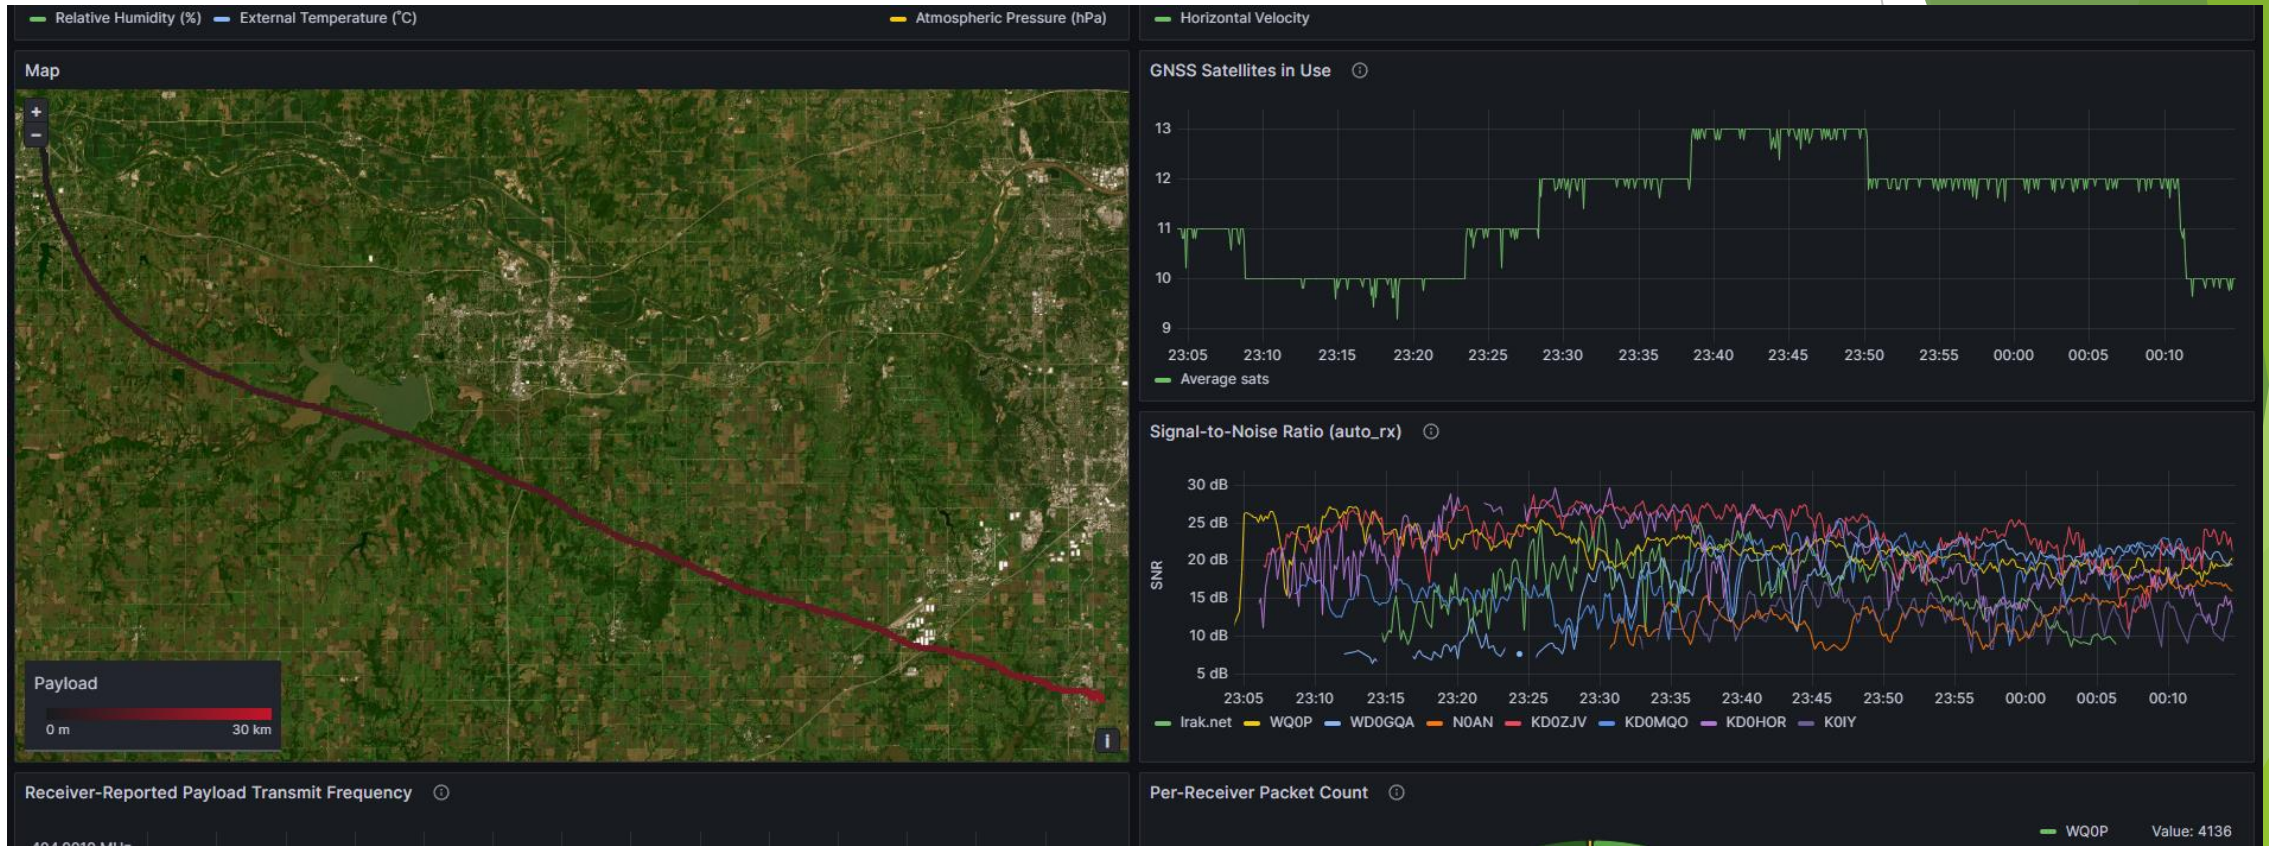 Relative Humidity (%) External Temperature (˚C) Atmospheric Pressure (hPa)
Horizontal Velocity
Map
+
−
Payload
0 m 30 km
i
GNSS Satellites in Use
13
12
11
10
9
23:05 23:10 23:15 23:20 23:25 23:30 23:35 23:40 23:45 23:50 23:55 00:00 00:05 00:10
Average sats
Signal-to-Noise Ratio (auto_rx)
SNR
30 dB
25 dB
20 dB
15 dB
10 dB
5 dB
23:05 23:10 23:15 23:20 23:25 23:30 23:35 23:40 23:45 23:50 23:55 00:00 00:05 00:10
WQ0P WD0GQA N0AN KD0ZJV KD0MQO KD0HOR K0IY
Receiver-Reported Payload Transmit Frequency
Per-Receiver Packet Count
WQ0P Value: 4136